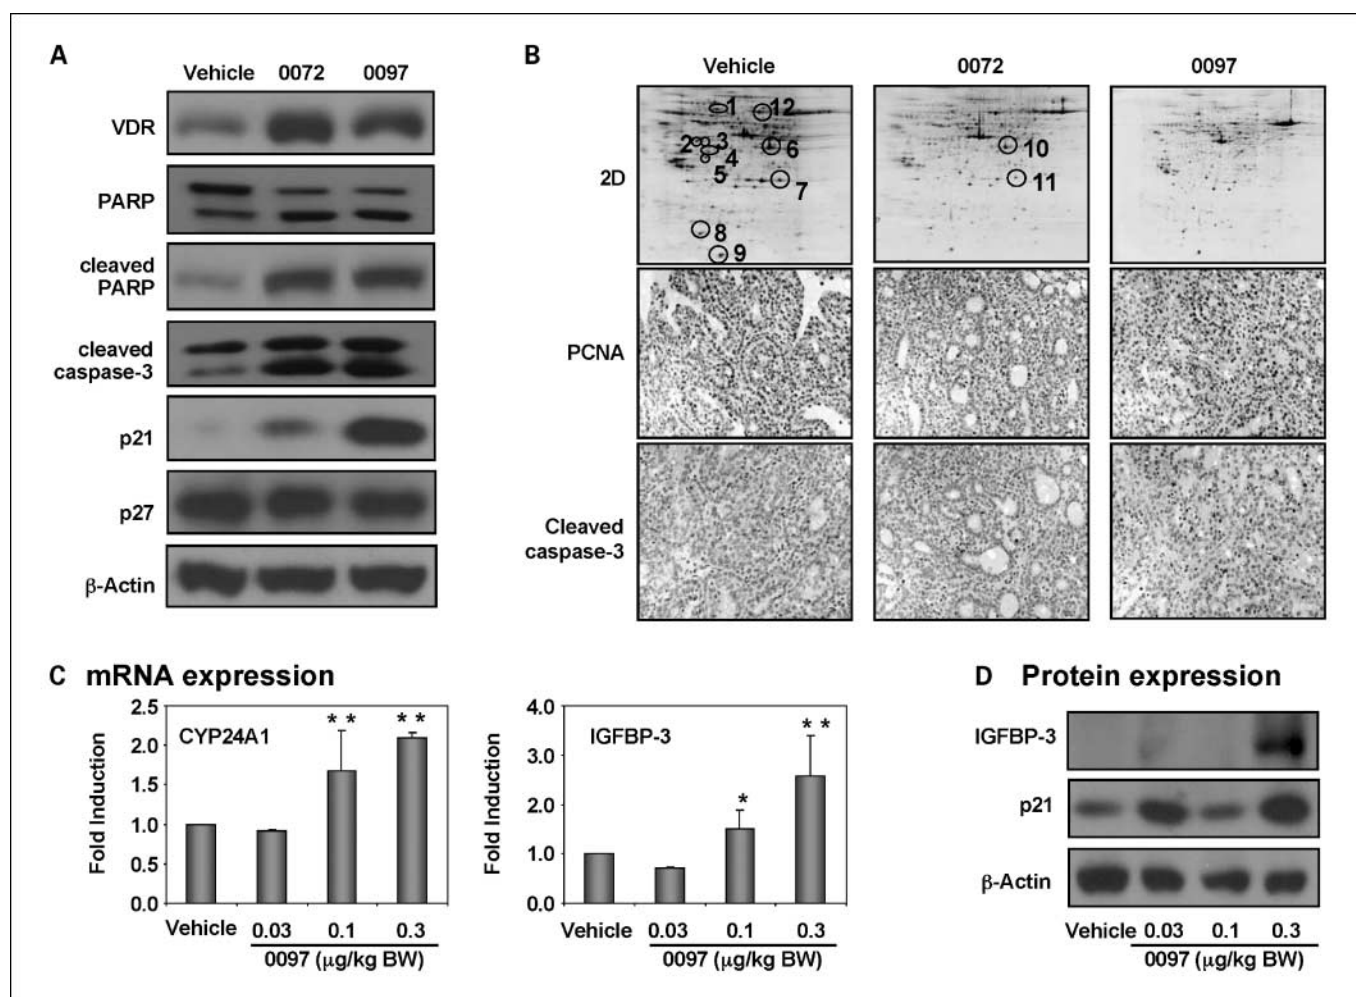 A
Vehicle 0072 0097
VDR
PARP
cleaved
PARP
cleaved
caspase-3
p21
p27
β-Actin
B
Vehicle 0072 0097
2D
1 12
2 3 6
4
5 7
8
9
10
11
PCNA
Cleaved
caspase-3
C mRNA expression
CYP24A1
Fold Induction
2.5
2.0
1.5
1.0
0.5
0.0
* *
* *
Vehicle 0.03 0.1 0.3
0097 (μg/kg BW)
IGFBP-3
Fold Induction
4.0
3.0
2.0
1.0
0.0
*
* *
Vehicle 0.03 0.1 0.3
0097 (μg/kg BW)
D Protein expression
IGFBP-3
p21
β-Actin
Vehicle 0.03 0.1 0.3
0097 (μg/kg BW)